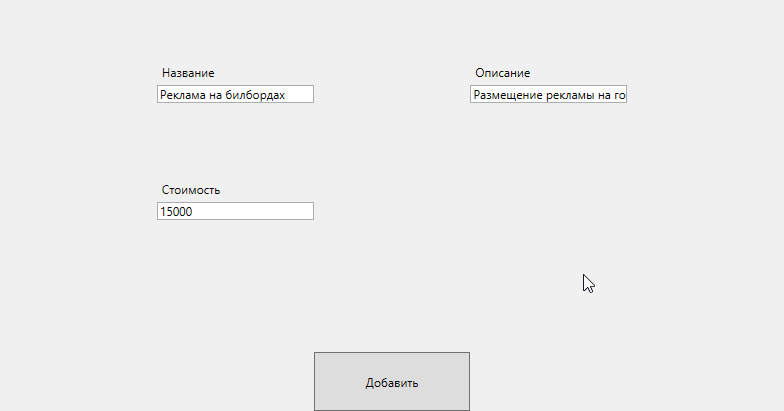 Название
Описание
Реклама на билбордах
Размещение рекламы на го
Стоимость
15000
Добавить